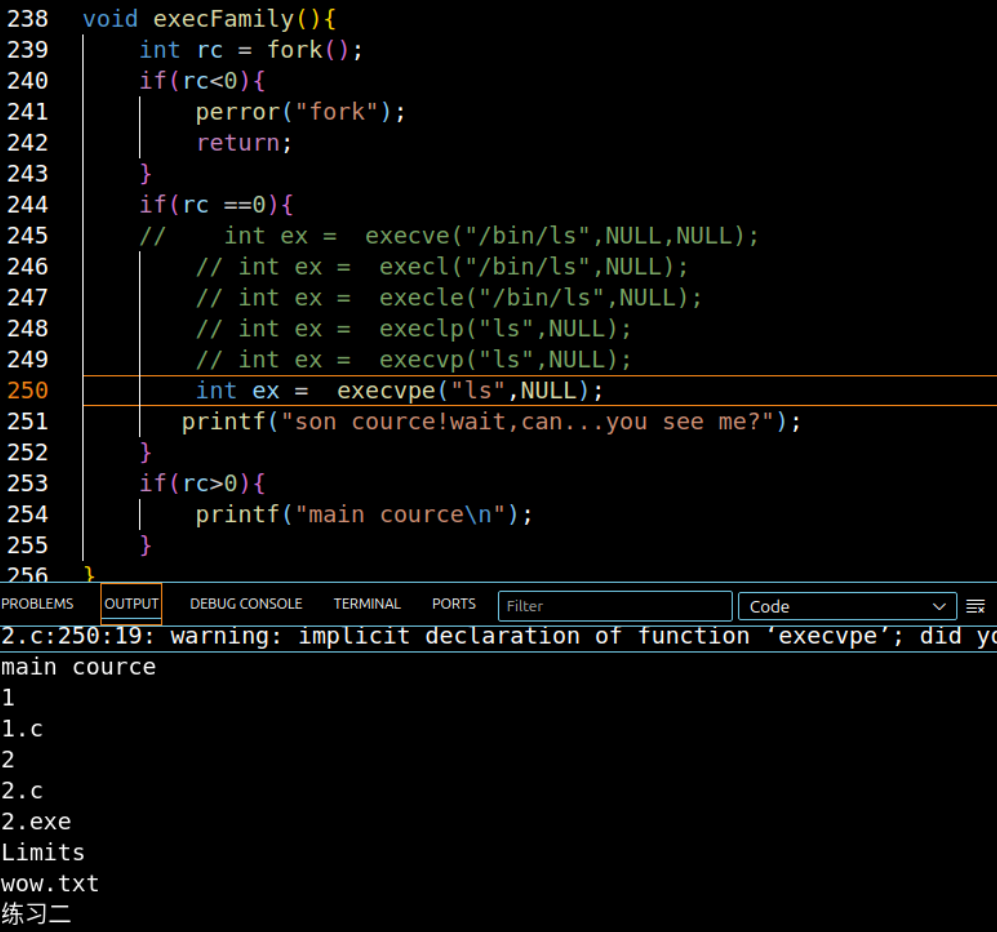 238 void execFamily(){
239 int rc = fork();
240 if(rc<0){
241 perror("fork");
242 return;
243 }
244 if(rc ==0){
245 // int ex = execve("/bin/ls",NULL,NULL);
246 // int ex = execl("/bin/ls",NULL);
247 // int ex = execle("/bin/ls",NULL);
248 // int ex = execlp("ls",NULL);
249 // int ex = execvp("ls",NULL);
250 int ex = execvpe("ls",NULL);
251 printf("son cource!wait,can...you see me?");
252 }
253 if(rc>0){
254 printf("main cource\n");
255 }
256 }
PROBLEMS OUTPUT DEBUG CONSOLE TERMINAL PORTS Filter Code
2.c:250:19: warning: implicit declaration of function ‘execvpe’; did yo
main cource
1
1.c
2
2.c
2.exe
Limits
wow.txt
练习二